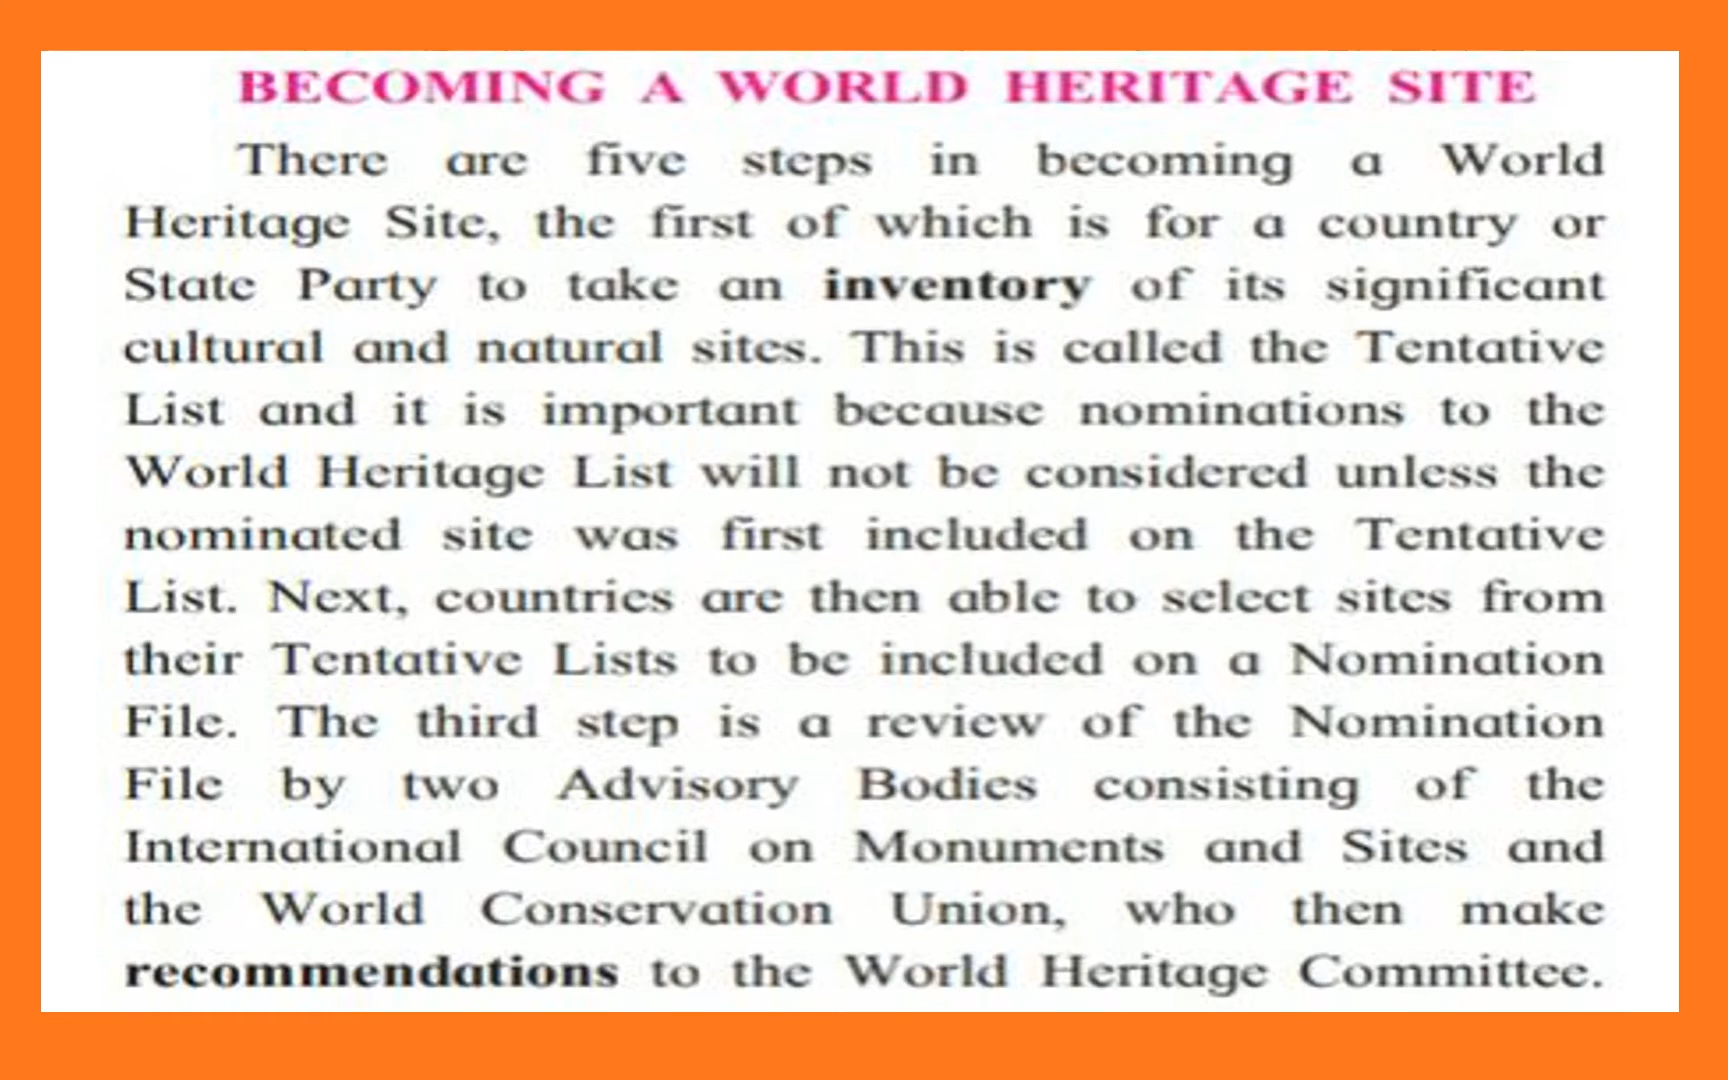 BECOMING A WORLD HERITAGE SITE
There are five steps in becoming a World
Heritage Site, the first of which is for a country or
State Party to take an inventory of its significant
cultural and natural sites. This is called the Tentative
List and it is important because nominations to the
World Heritage List will not be considered unless the
nominated site was first included on the Tentative
List. Next, countries are then able to select sites from
their Tentative Lists to be included on a Nomination
File. The third step is a review of the Nomination
File by two Advisory Bodies consisting of the
International Council on Monuments and Sites and
the World Conservation Union, who then make
recommendations to the World Heritage Committee.